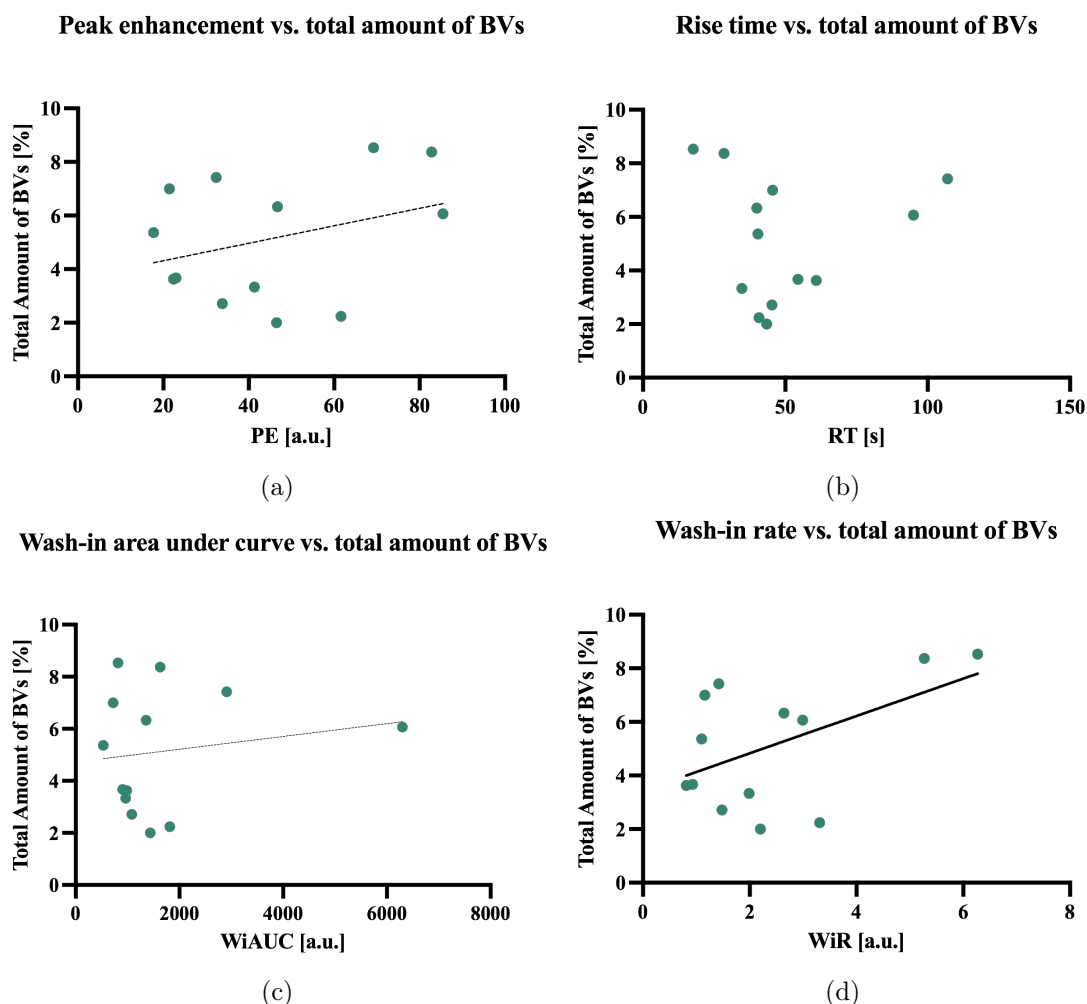 Peak enhancement vs. total amount of BVs
Total Amount of BVs [%]
10
8
6
4
2
0
0 20 40 60 80 100
PE [a.u.]
(a)
Rise time vs. total amount of BVs
Total Amount of BVs [%]
10
8
6
4
2
0
0 50 100 150
RT [s]
(b)
Wash-in area under curve vs. total amount of BVs
Total Amount of BVs [%]
10
8
6
4
2
0
0 2000 4000 6000 8000
WiAUC [a.u.]
(c)
Wash-in rate vs. total amount of BVs
Total Amount of BVs [%]
10
8
6
4
2
0
0 2 4 6 8
WiR [a.u.]
(d)